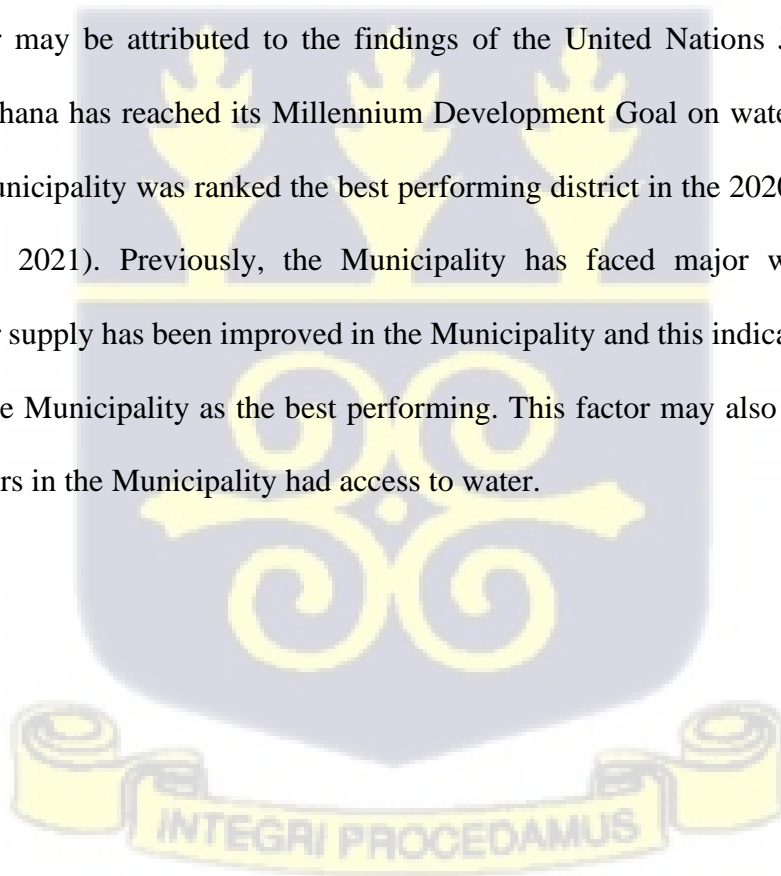 may be attributed to the findings of the United Nations
hana has reached its Millennium Development Goal on wate
unicipality was ranked the best performing district in the 2020
2021). Previously, the Municipality has faced major w
r supply has been improved in the Municipality and this indica
e Municipality as the best performing. This factor may also
rs in the Municipality had access to water.
INTEGRI PROCEDAMUS